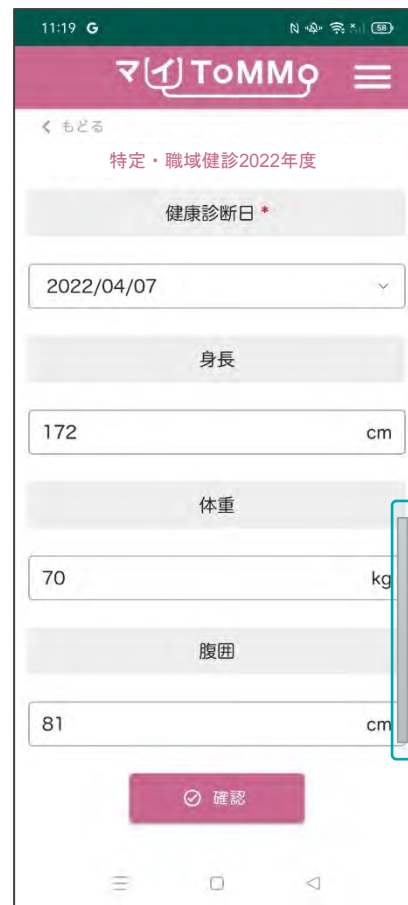 11:19 G
58
マイToMMo
もどる
特定・職域健診2022年度
健康診断日 *
2022/04/07
身長
172 cm
体重
70 kg
腹囲
81 cm
確認